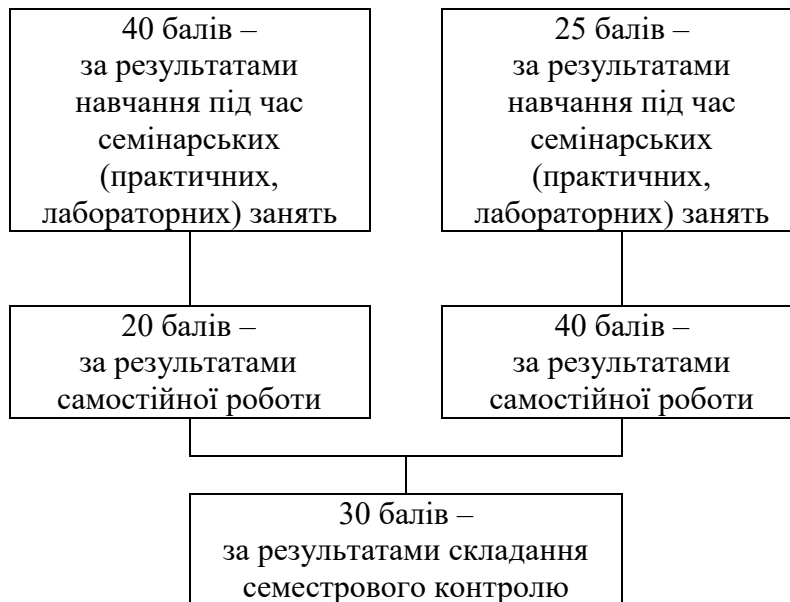 40 балів –
за результатами
навчання під час
семінарських
(практичних,
лабораторних) занять
25 балів –
за результатами
навчання під час
семінарських
(практичних,
лабораторних) занять
20 балів –
за результатами
самостійної роботи
40 балів –
за результатами
самостійної роботи
30 балів –
за результатами складання
семестрового контролю